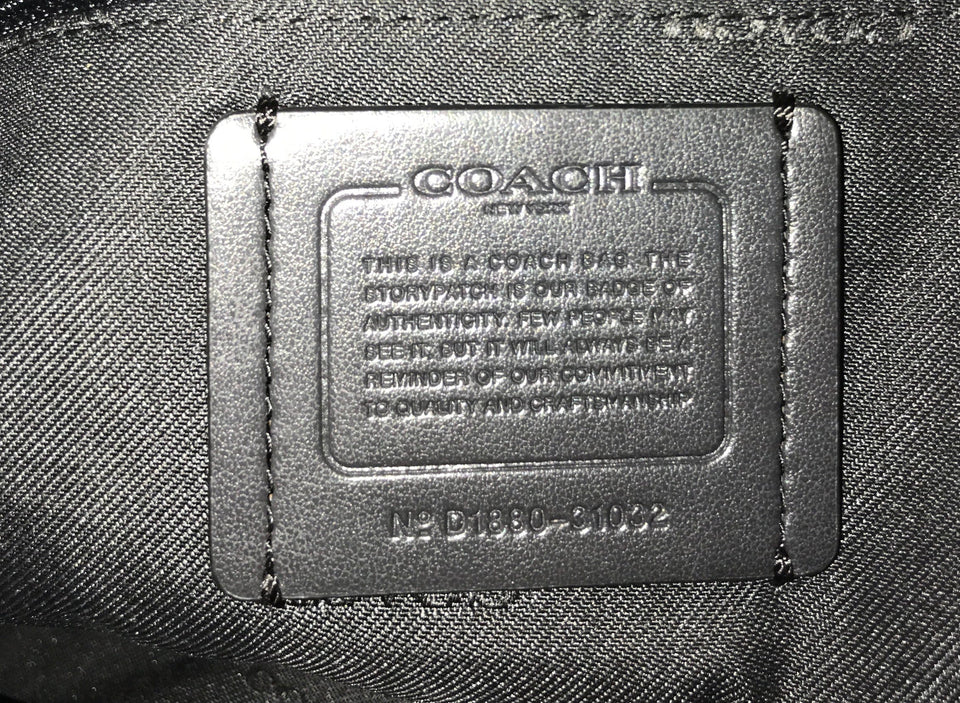 COACH
NEW YORK
THIS IS A COACH BAG. THE
STORYPATCH IS OUR BADGE OF
AUTHENTICITY. FEW PEOPLE MAY
SEE IT, BUT IT WILL ALWAYS BE A
REMINDER OF OUR COMMITMENT
TO QUALITY AND CRAFTSMANSHIP
Nº D1880-31032